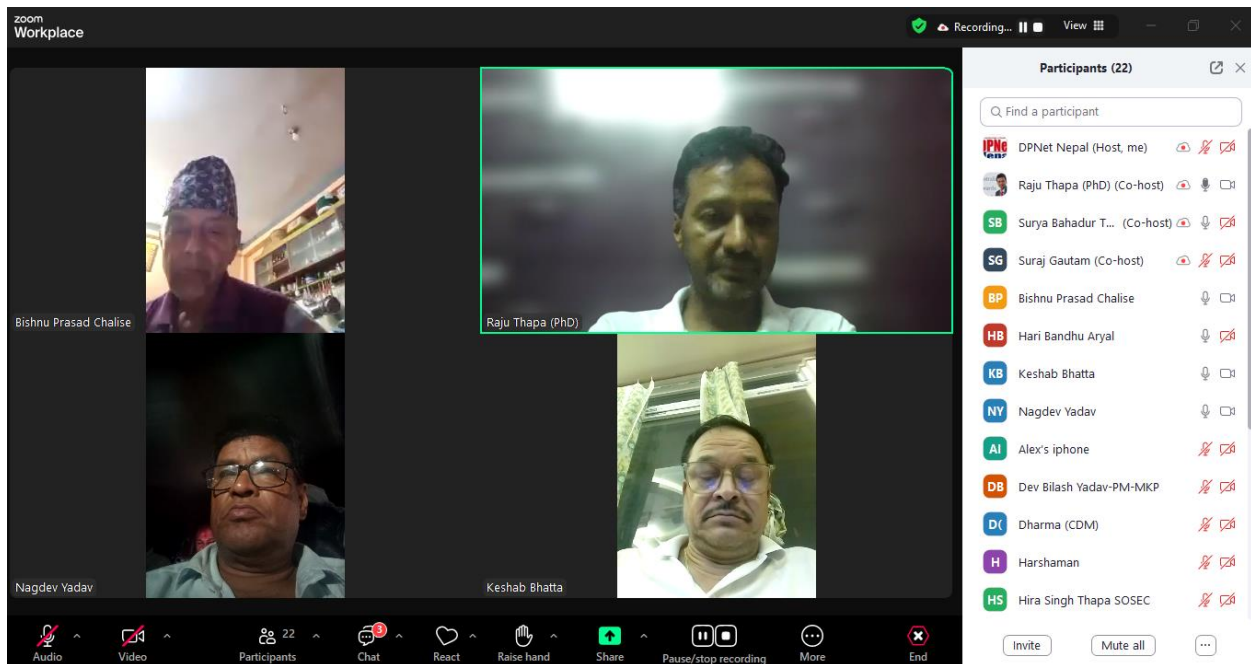 zoom
Workplace
Recording...
View
Bishnu Prasad Chalise
Raju Thapa (PhD)
Nagdev Yadav
Keshab Bhatta
Participants (22)
Find a participant
DPNet Nepal (Host, me)
Raju Thapa (PhD) (Co-host)
SB Surya Bahadur T... (Co-host)
SG Suraj Gautam (Co-host)
BP Bishnu Prasad Chalise
HB Hari Bandhu Aryal
KB Keshab Bhatta
NY Nagdev Yadav
AI Alex's iphone
DB Dev Bilash Yadav-PM-MKP
D( Dharma (CDM)
H Harshaman
HS Hira Singh Thapa SOSEC
Invite Mute all ...
Audio
Video
22
Participants
3
Chat
React
Raise hand
Share
Pause/stop recording
More
End